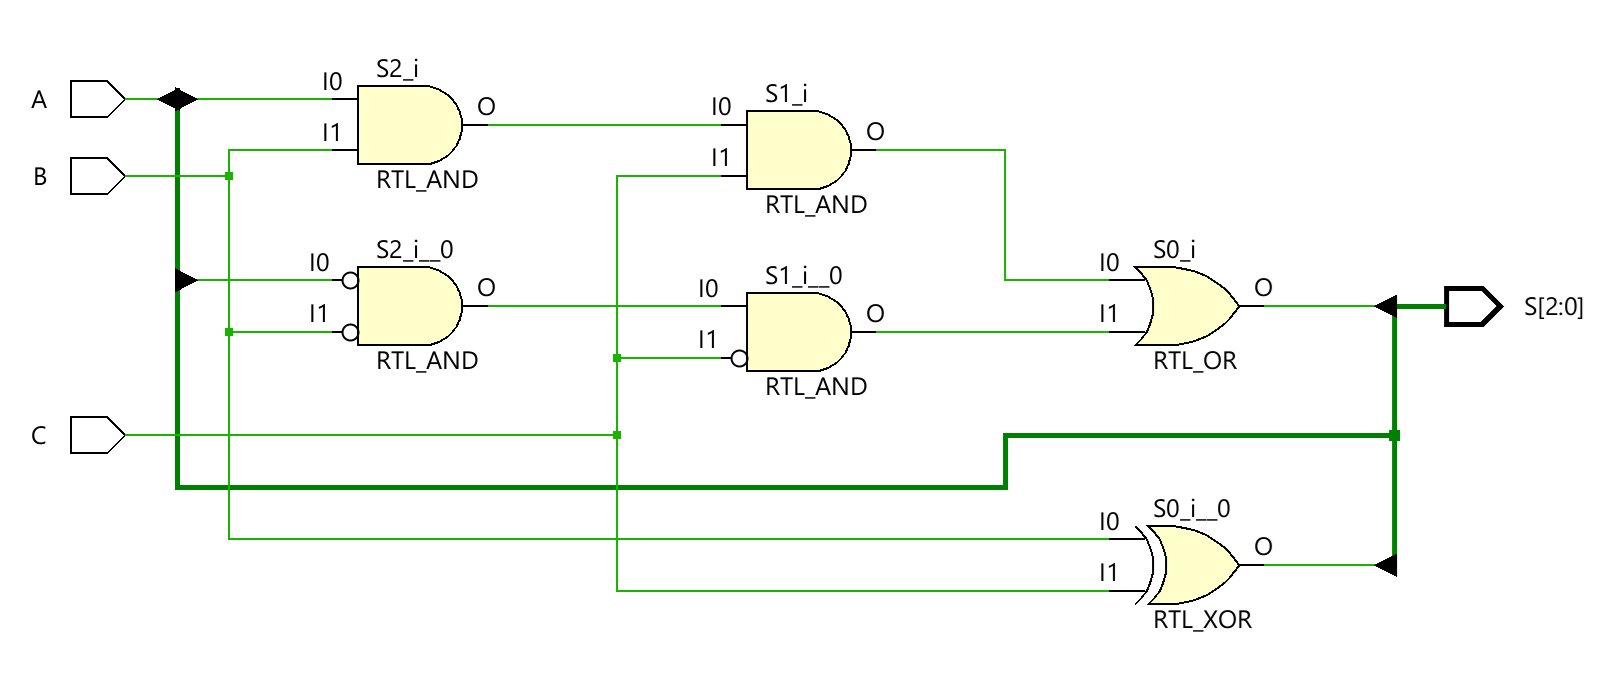 A
B
C
I0
I1
S2_i
O
RTL_AND
I0
I1
S2_i__0
O
RTL_AND
I0
I1
S1_i
O
RTL_AND
I0
I1
S1_i__0
O
RTL_AND
I0
I1
S0_i
O
RTL_OR
I0
I1
S0_i__0
O
RTL_XOR
S[2:0]